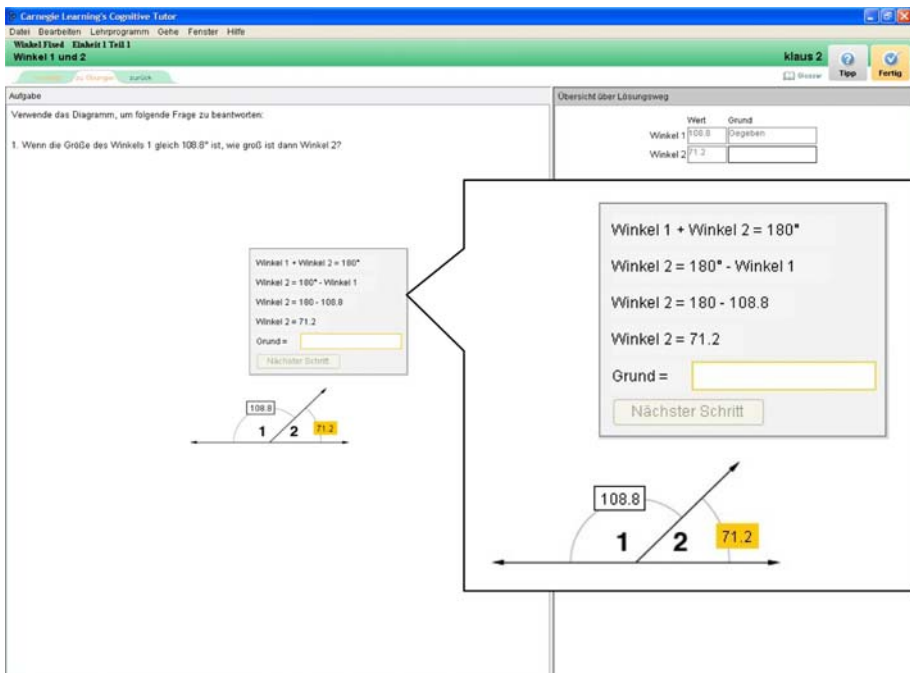 Carnegie Learning's Cognitive Tutor
Datei Bearbeiten Lehrprogramm Gehe Fenster Hilfe
Winkel Fixed Einheit 1 Teil 1
Winkel 1 und 2
klaus 2
Tipp
Fertig
zurück
Glossar
Aufgabe
Verwende das Diagramm, um folgende Frage zu beantworten:
1. Wenn die Größe des Winkels 1 gleich 108.8° ist, wie groß ist dann Winkel 2?
Übersicht über Lösungsweg
Wert Grund
Winkel 1 108.8 Gegeben
Winkel 2 71.2
Winkel 1 + Winkel 2 = 180°
Winkel 2 = 180° - Winkel 1
Winkel 2 = 180 - 108.8
Winkel 2 = 71.2
Grund =
Nächster Schritt
108.8
1 2 71.2
Winkel 1 + Winkel 2 = 180°
Winkel 2 = 180° - Winkel 1
Winkel 2 = 180 - 108.8
Winkel 2 = 71.2
Grund =
Nächster Schritt
108.8
1 2 71.2